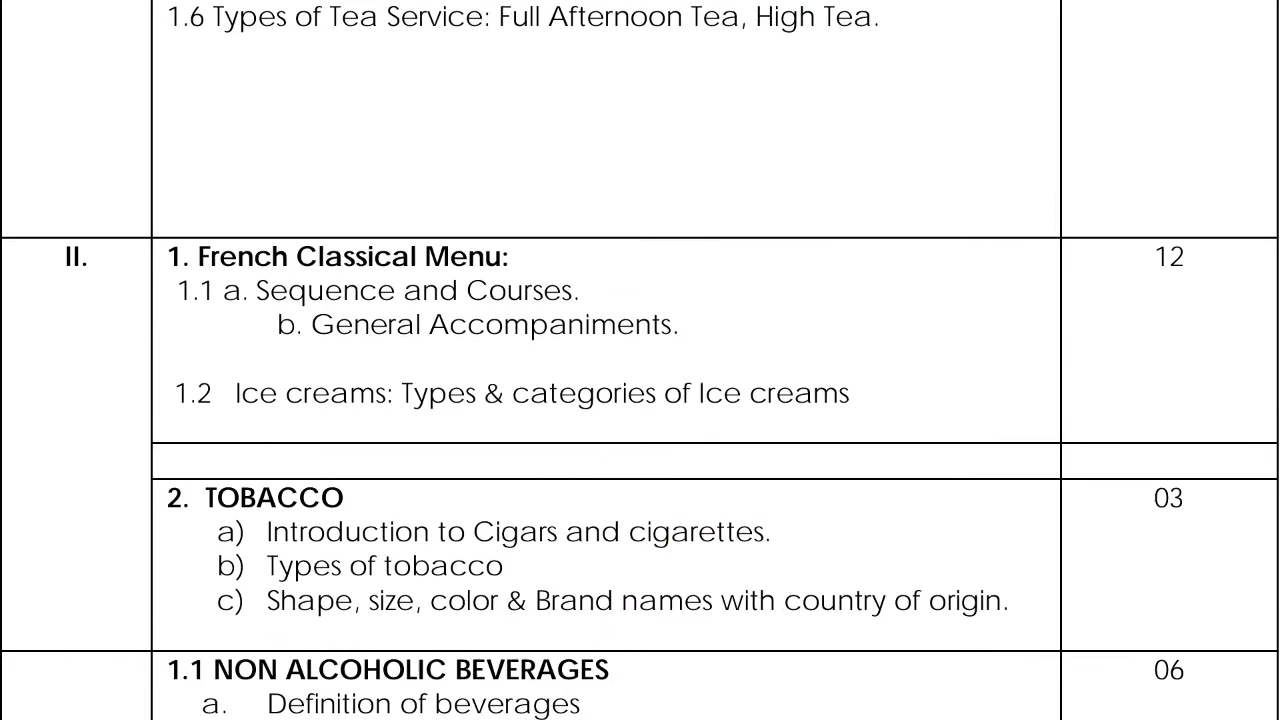 1.6 Types of Tea Service: Full Afternoon Tea, High Tea.
II.
1. French Classical Menu:
12
1.1 a. Sequence and Courses.
b. General Accompaniments.
1.2 Ice creams: Types & categories of Ice creams
2. TOBACCO
03
a) Introduction to Cigars and cigarettes.
b) Types of tobacco
c) Shape, size, color & Brand names with country of origin.
1.1 NON ALCOHOLIC BEVERAGES
06
a. Definition of beverages